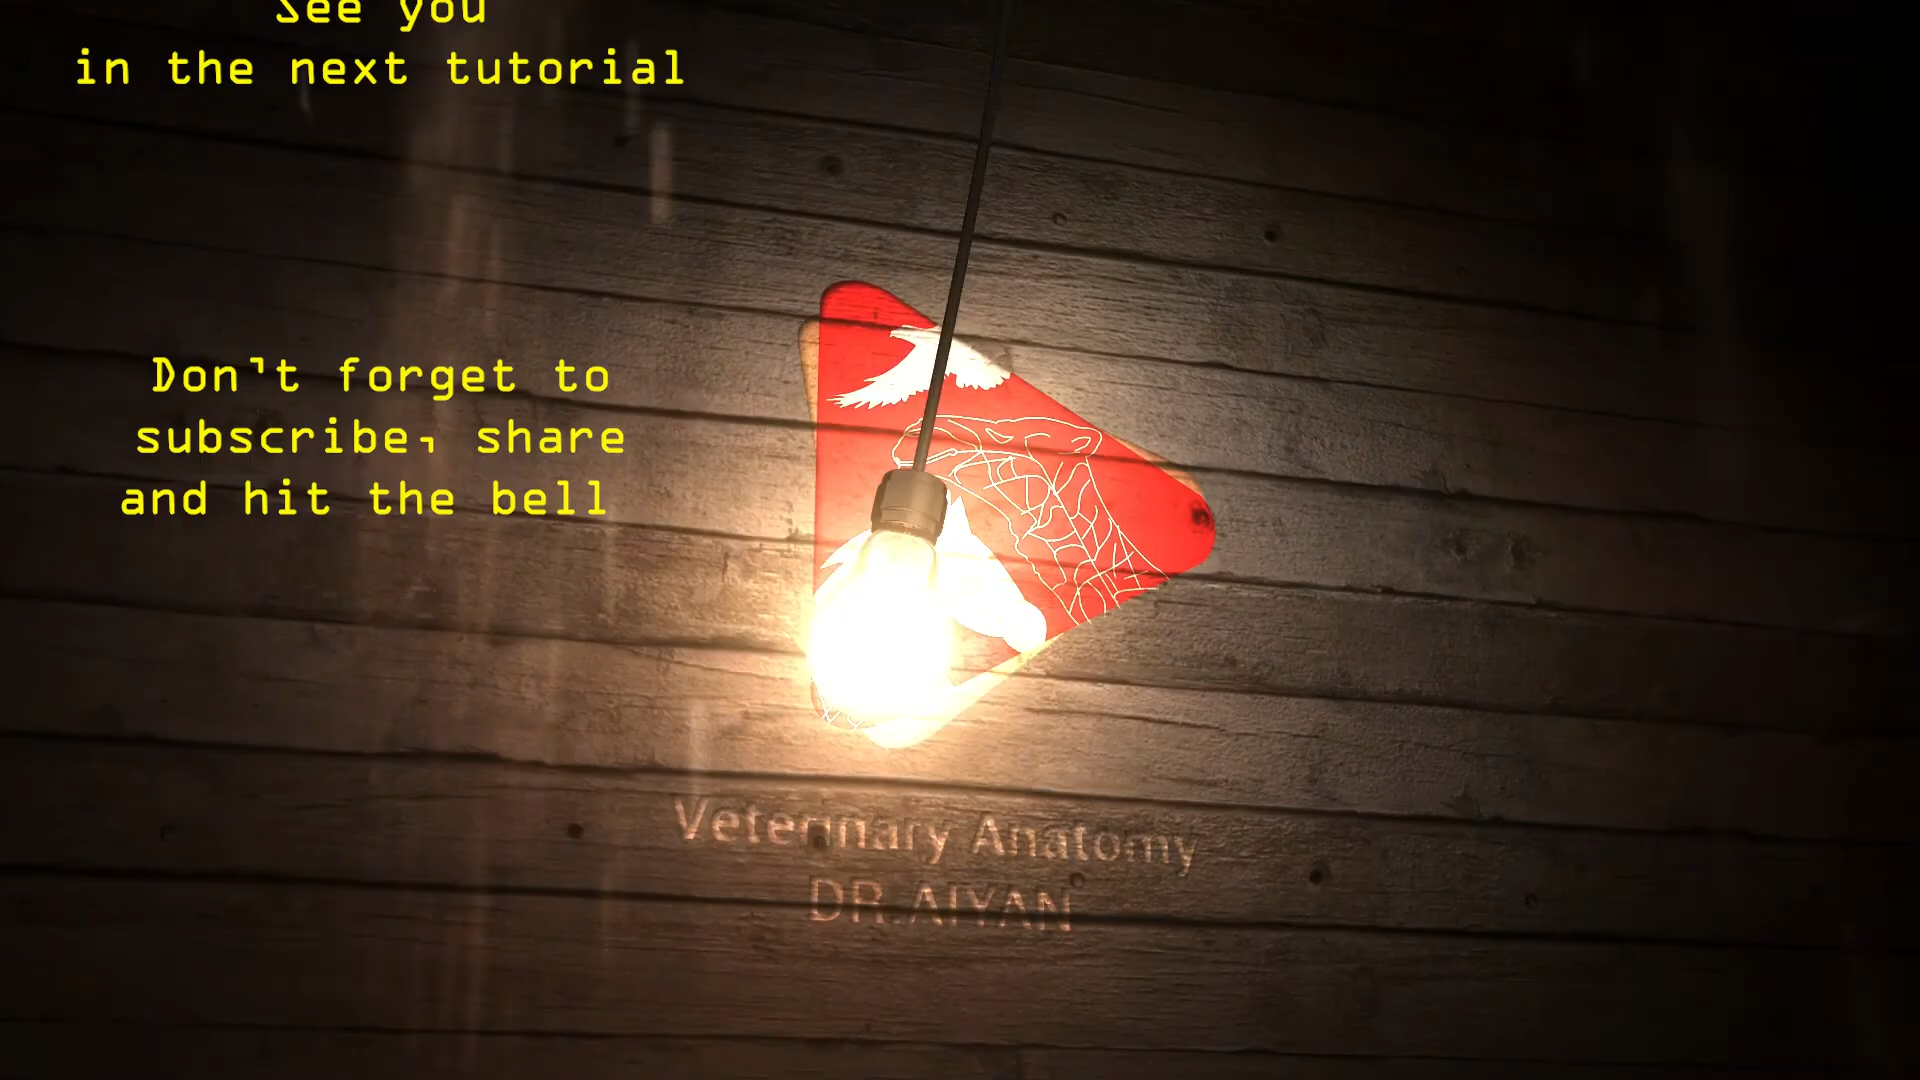 See you
in the next tutorial
Don't forget to
subscribe, share
and hit the bell
Veterinary Anatomy
DR.AIYAN